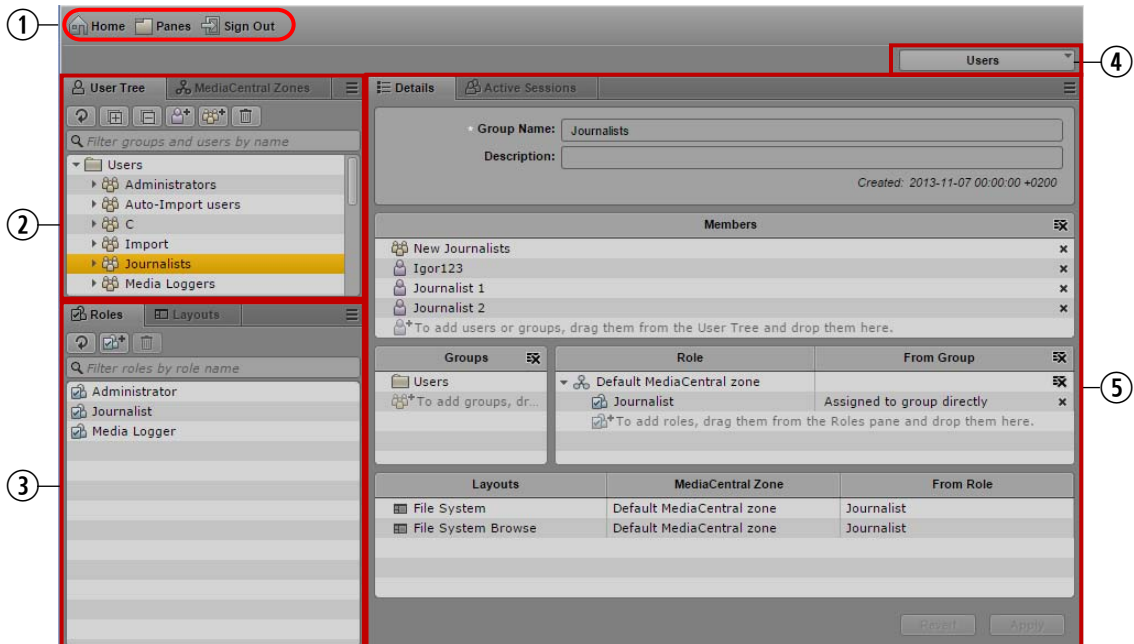 1
Home Panes Sign Out
Users
4
User Tree MediaCentral Zones
Filter groups and users by name
Users
Administrators
Auto-Import users
C
Import
Journalists
Media Loggers
2
Roles Layouts
Filter roles by role name
Administrator
Journalist
Media Logger
3
Details Active Sessions
Group Name: Journalists
Description:
Created: 2013-11-07 00:00:00 +0200
Members
New Journalists
Igor123
Journalist 1
Journalist 2
To add users or groups, drag them from the User Tree and drop them here.
Groups
Users
To add groups, dr...
Role From Group
Default MediaCentral zone
Journalist Assigned to group directly
To add roles, drag them from the Roles pane and drop them here.
5
Layouts MediaCentral Zone From Role
File System Default MediaCentral zone Journalist
File System Browse Default MediaCentral zone Journalist
Revert Apply